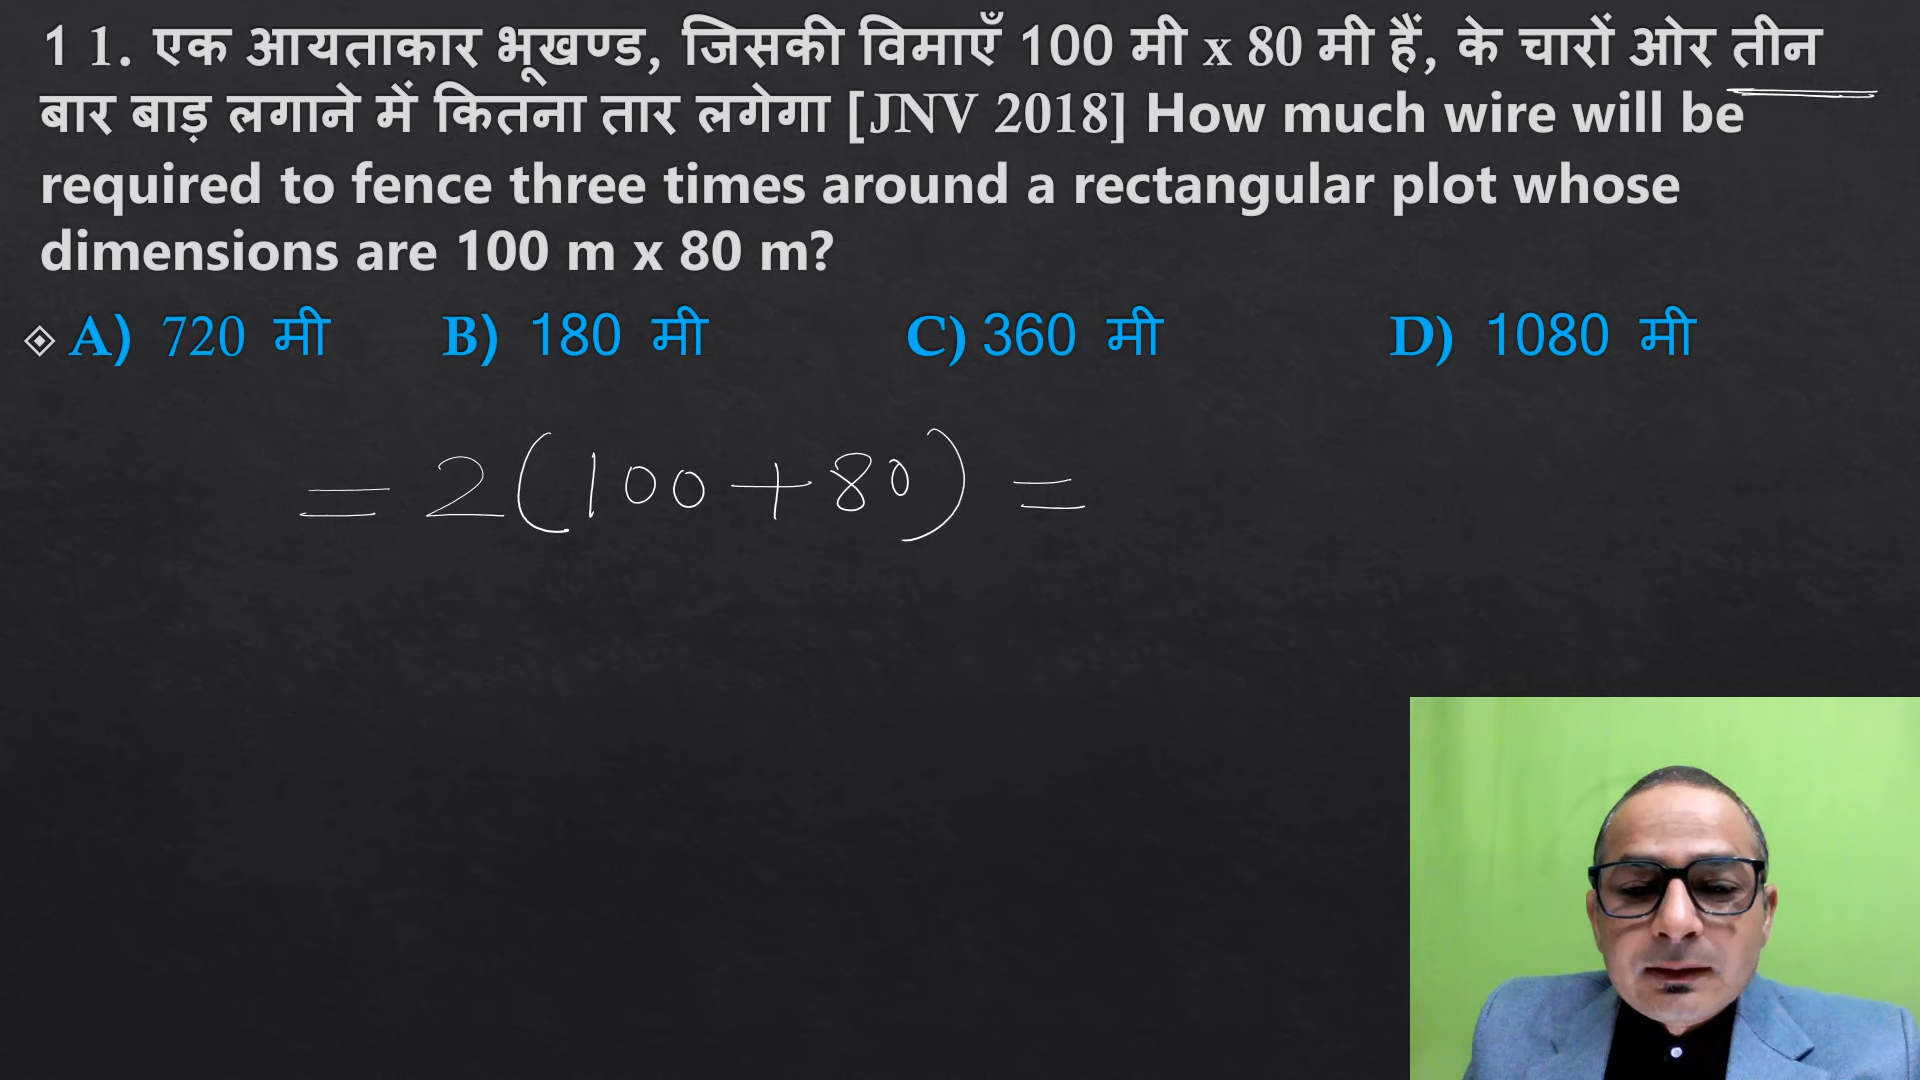 1 1. एक आयताकार भूखण्ड, जिसकी विमाएँ 100 मी x 80 मी हैं, के चारों ओर तीन
बार बाड़ लगाने में कितना तार लगेगा [JNV 2018] How much wire will be
required to fence three times around a rectangular plot whose
dimensions are 100 m x 80 m?
A) 720 मी B) 180 मी C) 360 मी D) 1080 मी
= 2(100+80) =